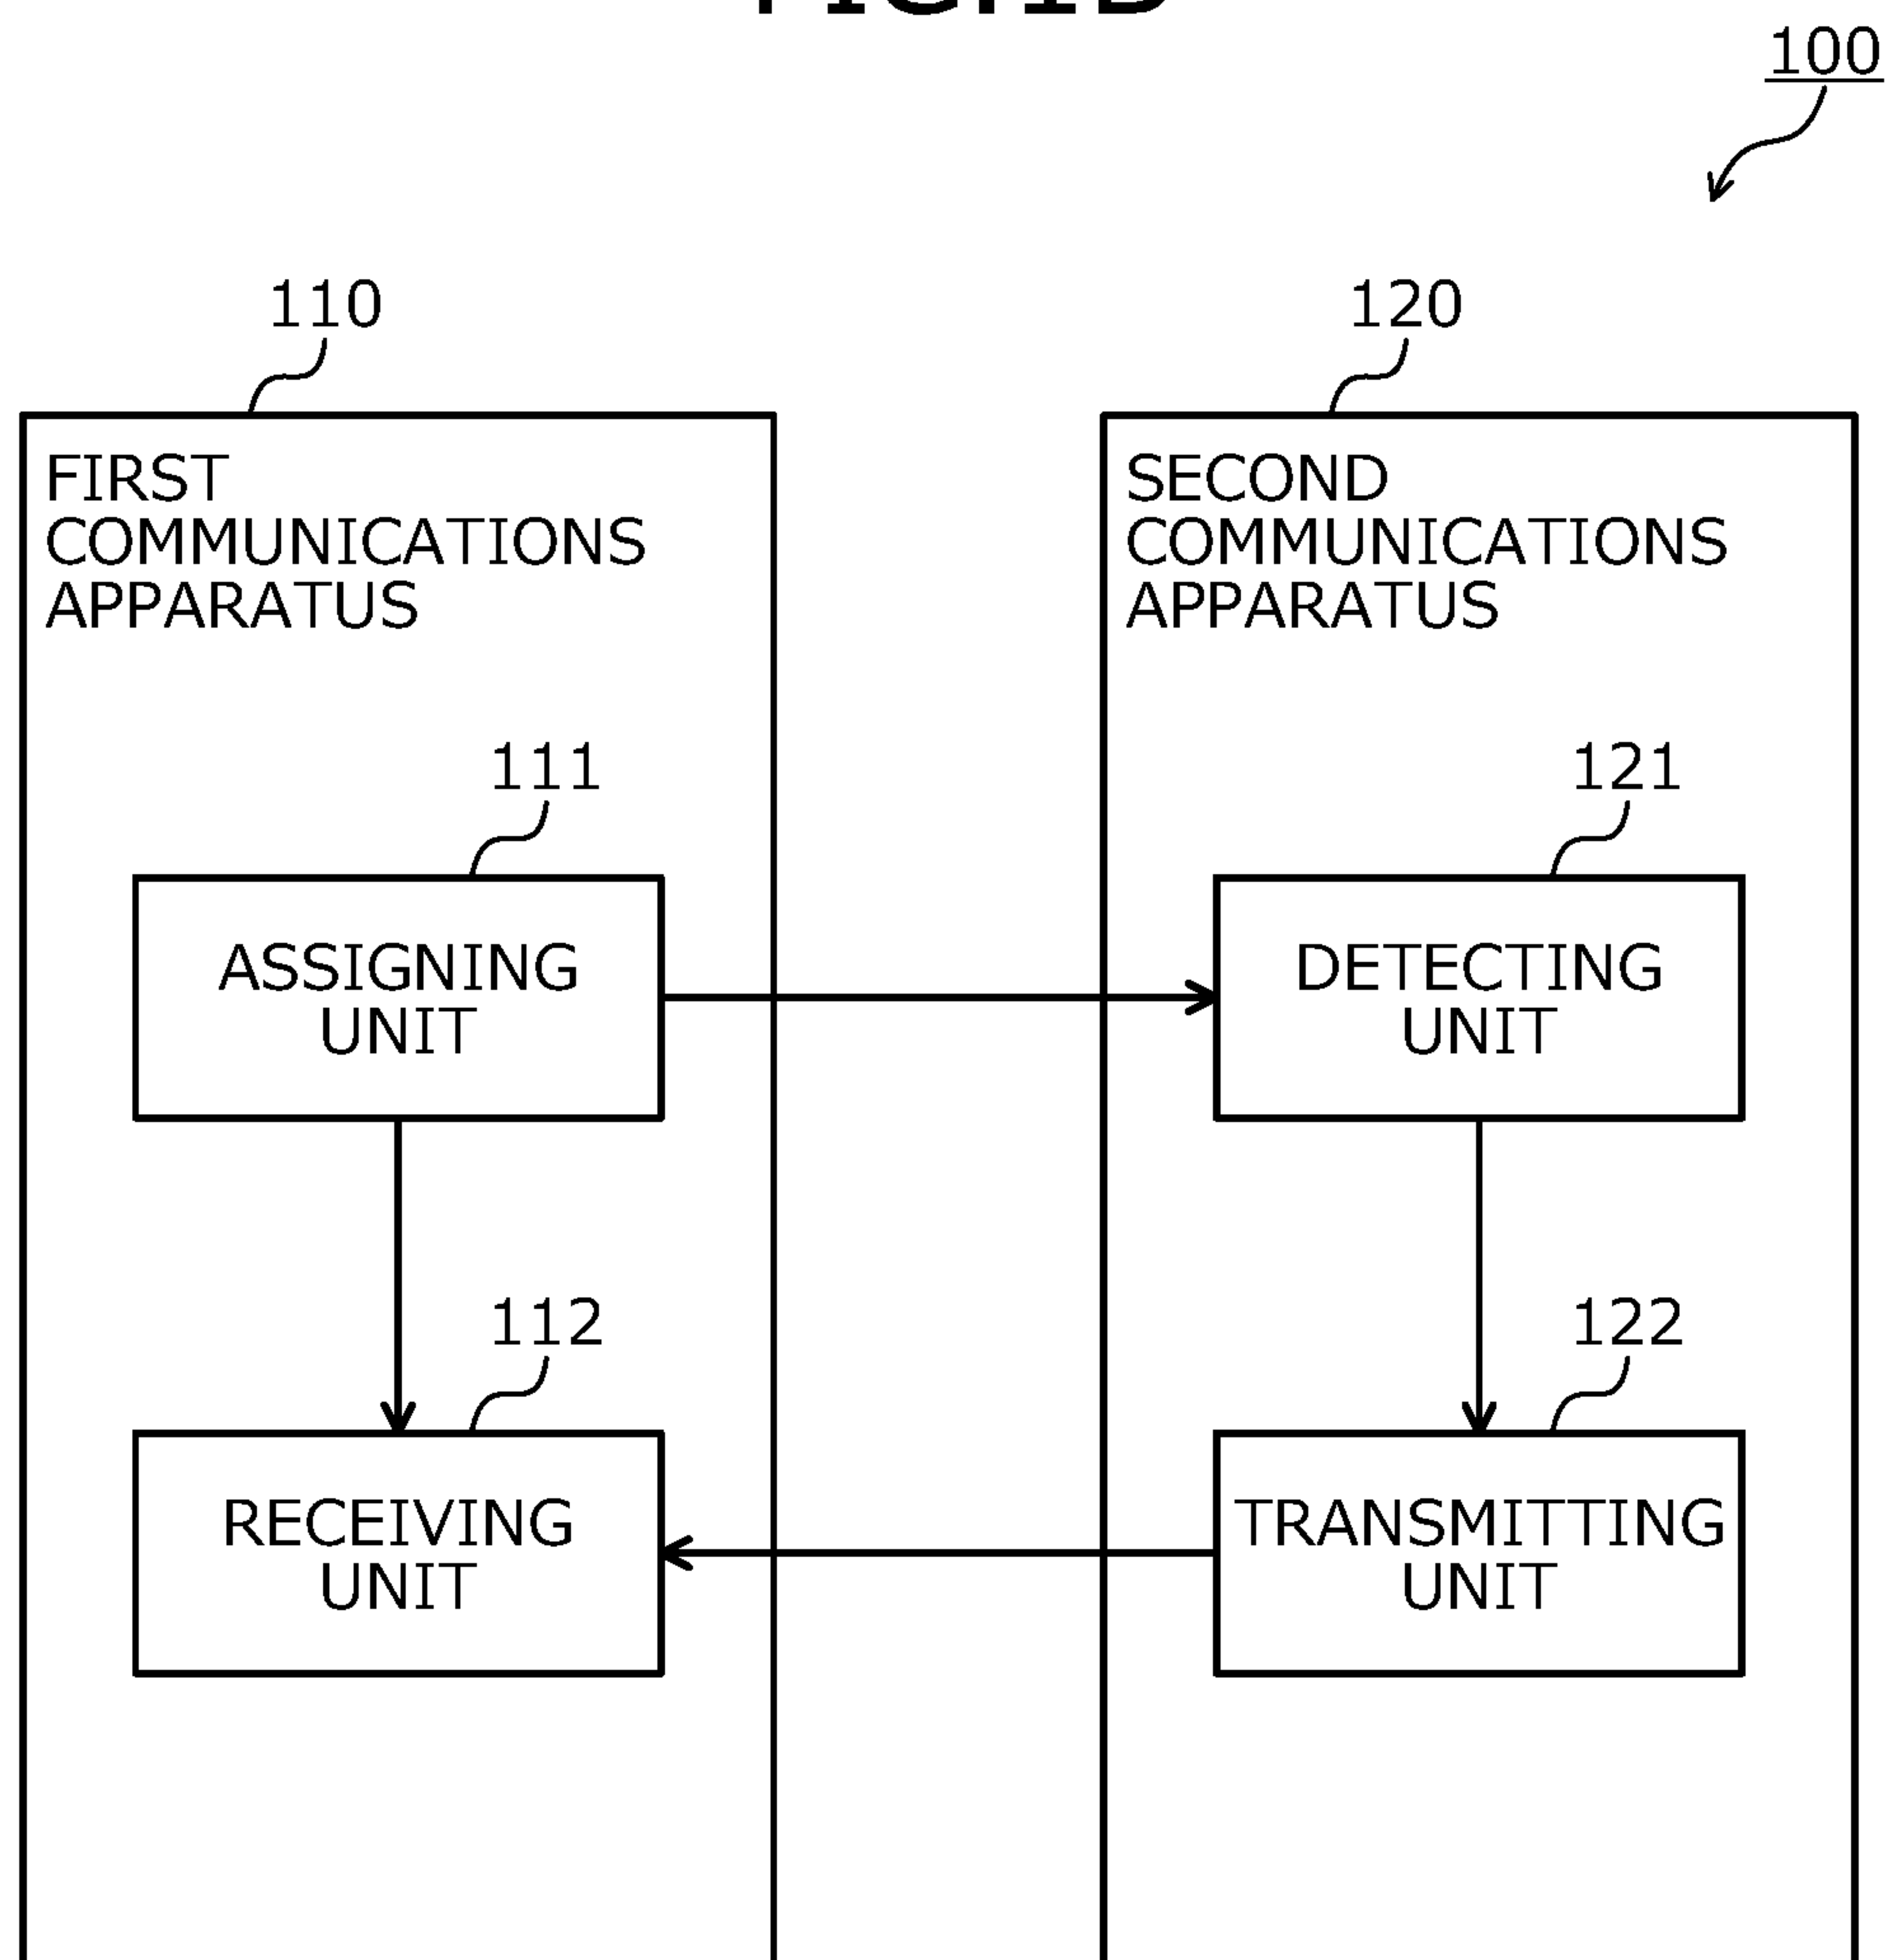 100
110
120
FIRST
COMMUNICATIONS
APPARATUS
SECOND
COMMUNICATIONS
APPARATUS
111
121
ASSIGNING
UNIT
DETECTING
UNIT
112
122
RECEIVING
UNIT
TRANSMITTING
UNIT